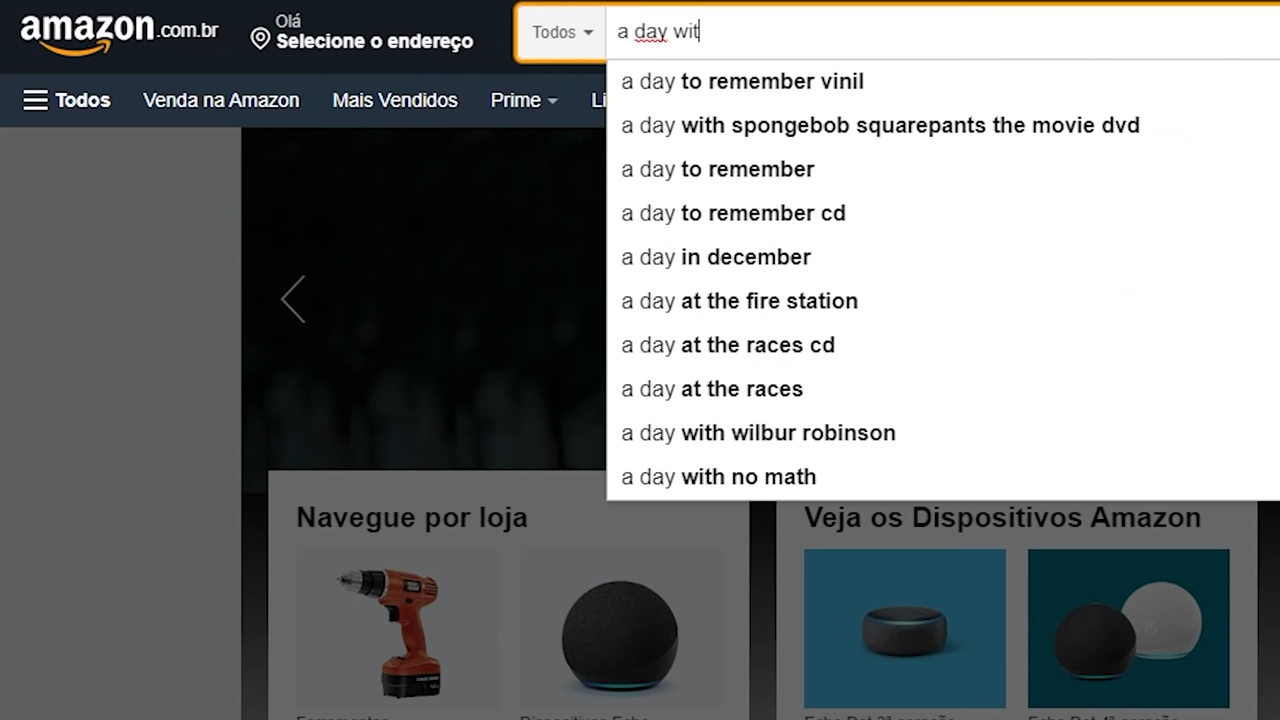 amazon.com.br
Olá
Selecione o endereço
Todos
a day wit
Todos
Venda na Amazon
Mais Vendidos
Prime
Li
a day to remember vinil
a day with spongebob squarepants the movie dvd
a day to remember
a day to remember cd
a day in december
a day at the fire station
a day at the races cd
a day at the races
a day with wilbur robinson
a day with no math
Navegue por loja
Veja os Dispositivos Amazon